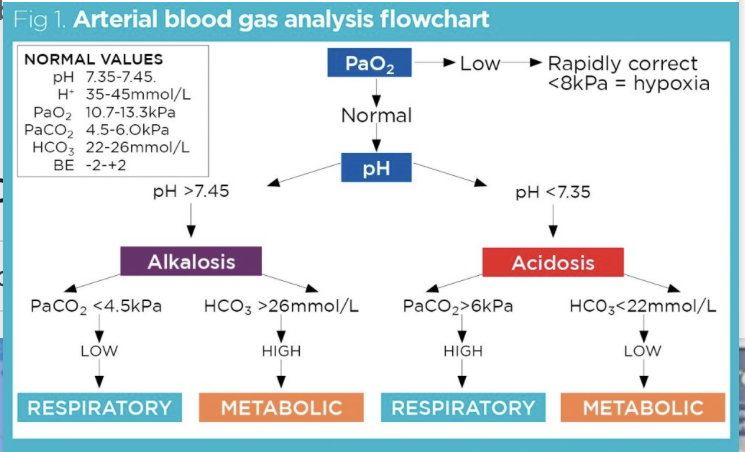 Fig 1. Arterial blood gas analysis flowchart
NORMAL VALUES
pH 7.35-7.45.
H⁺ 35-45mmol/L
PaO₂ 10.7-13.3kPa
PaCO₂ 4.5-6.0kPa
HCO₃ 22-26mmol/L
BE -2-+2
PaO₂
Low
Rapidly correct
<8kPa = hypoxia
Normal
pH
pH >7.45
pH <7.35
Alkalosis
Acidosis
PaCO₂ <4.5kPa
HCO₃ >26mmol/L
PaCO₂>6kPa
HCO₃<22mmol/L
LOW
HIGH
HIGH
LOW
RESPIRATORY
METABOLIC
RESPIRATORY
METABOLIC